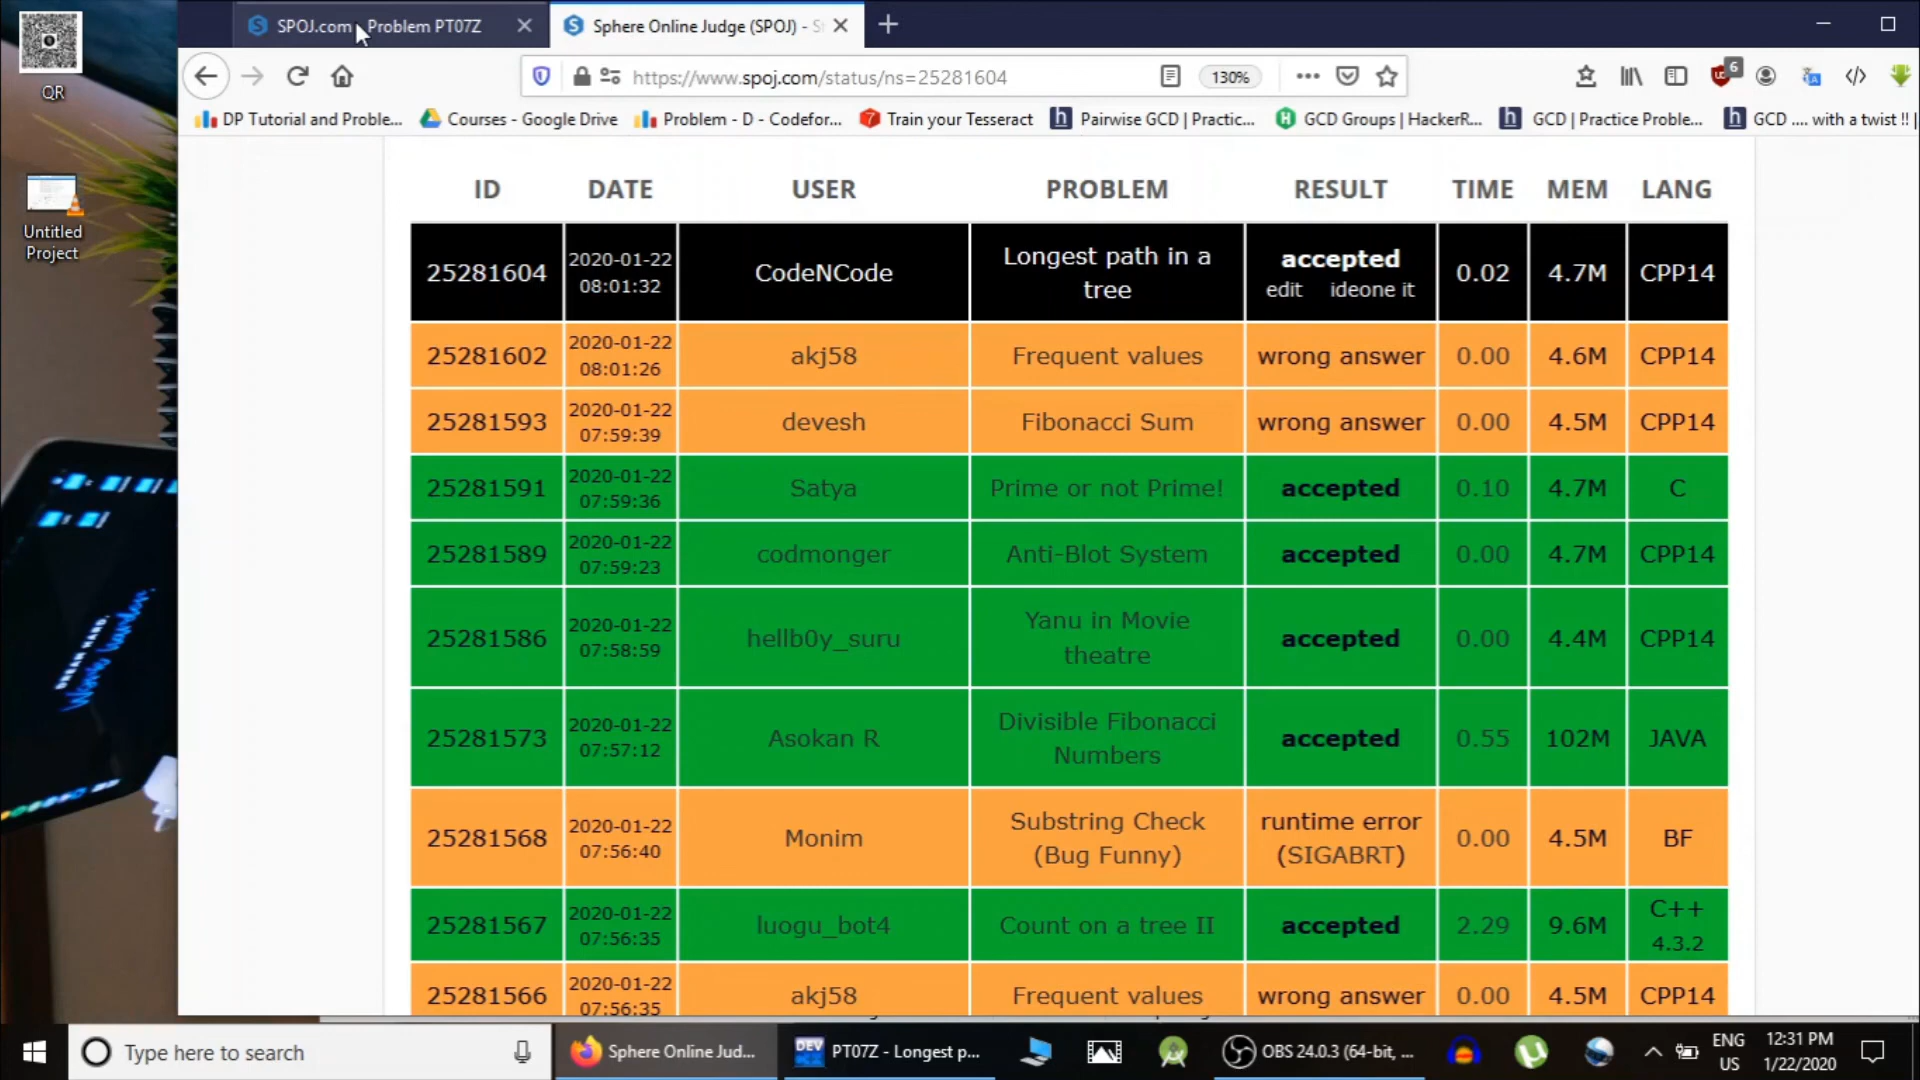 SPOJ.com - Problem PT07Z
Sphere Online Judge (SPOJ) - S
https://www.spoj.com/status/ns=25281604
130%
6
DP Tutorial and Proble...
Courses - Google Drive
Problem - D - Codefor...
Train your Tesseract
Pairwise GCD | Practic...
GCD Groups | HackerR...
GCD | Practice Proble...
GCD .... with a twist !! |
QR
Untitled
Project
ID DATE USER PROBLEM RESULT TIME MEM LANG
25281604 2020-01-22 08:01:32 CodeNCode Longest path in a tree accepted edit ideone it 0.02 4.7M CPP14
25281602 2020-01-22 08:01:26 akj58 Frequent values wrong answer 0.00 4.6M CPP14
25281593 2020-01-22 07:59:39 devesh Fibonacci Sum wrong answer 0.00 4.5M CPP14
25281591 2020-01-22 07:59:36 Satya Prime or not Prime! accepted 0.10 4.7M C
25281589 2020-01-22 07:59:23 codmonger Anti-Blot System accepted 0.00 4.7M CPP14
25281586 2020-01-22 07:58:59 hellb0y_suru Yanu in Movie theatre accepted 0.00 4.4M CPP14
25281573 2020-01-22 07:57:12 Asokan R Divisible Fibonacci Numbers accepted 0.55 102M JAVA
25281568 2020-01-22 07:56:40 Monim Substring Check (Bug Funny) runtime error (SIGABRT) 0.00 4.5M BF
25281567 2020-01-22 07:56:35 luogu_bot4 Count on a tree II accepted 2.29 9.6M C++ 4.3.2
25281566 2020-01-22 07:56:35 akj58 Frequent values wrong answer 0.00 4.5M CPP14
Type here to search
Sphere Online Jud...
DEV
PT07Z - Longest p...
OBS 24.0.3 (64-bit, ...
ENG
US
12:31 PM
1/22/2020